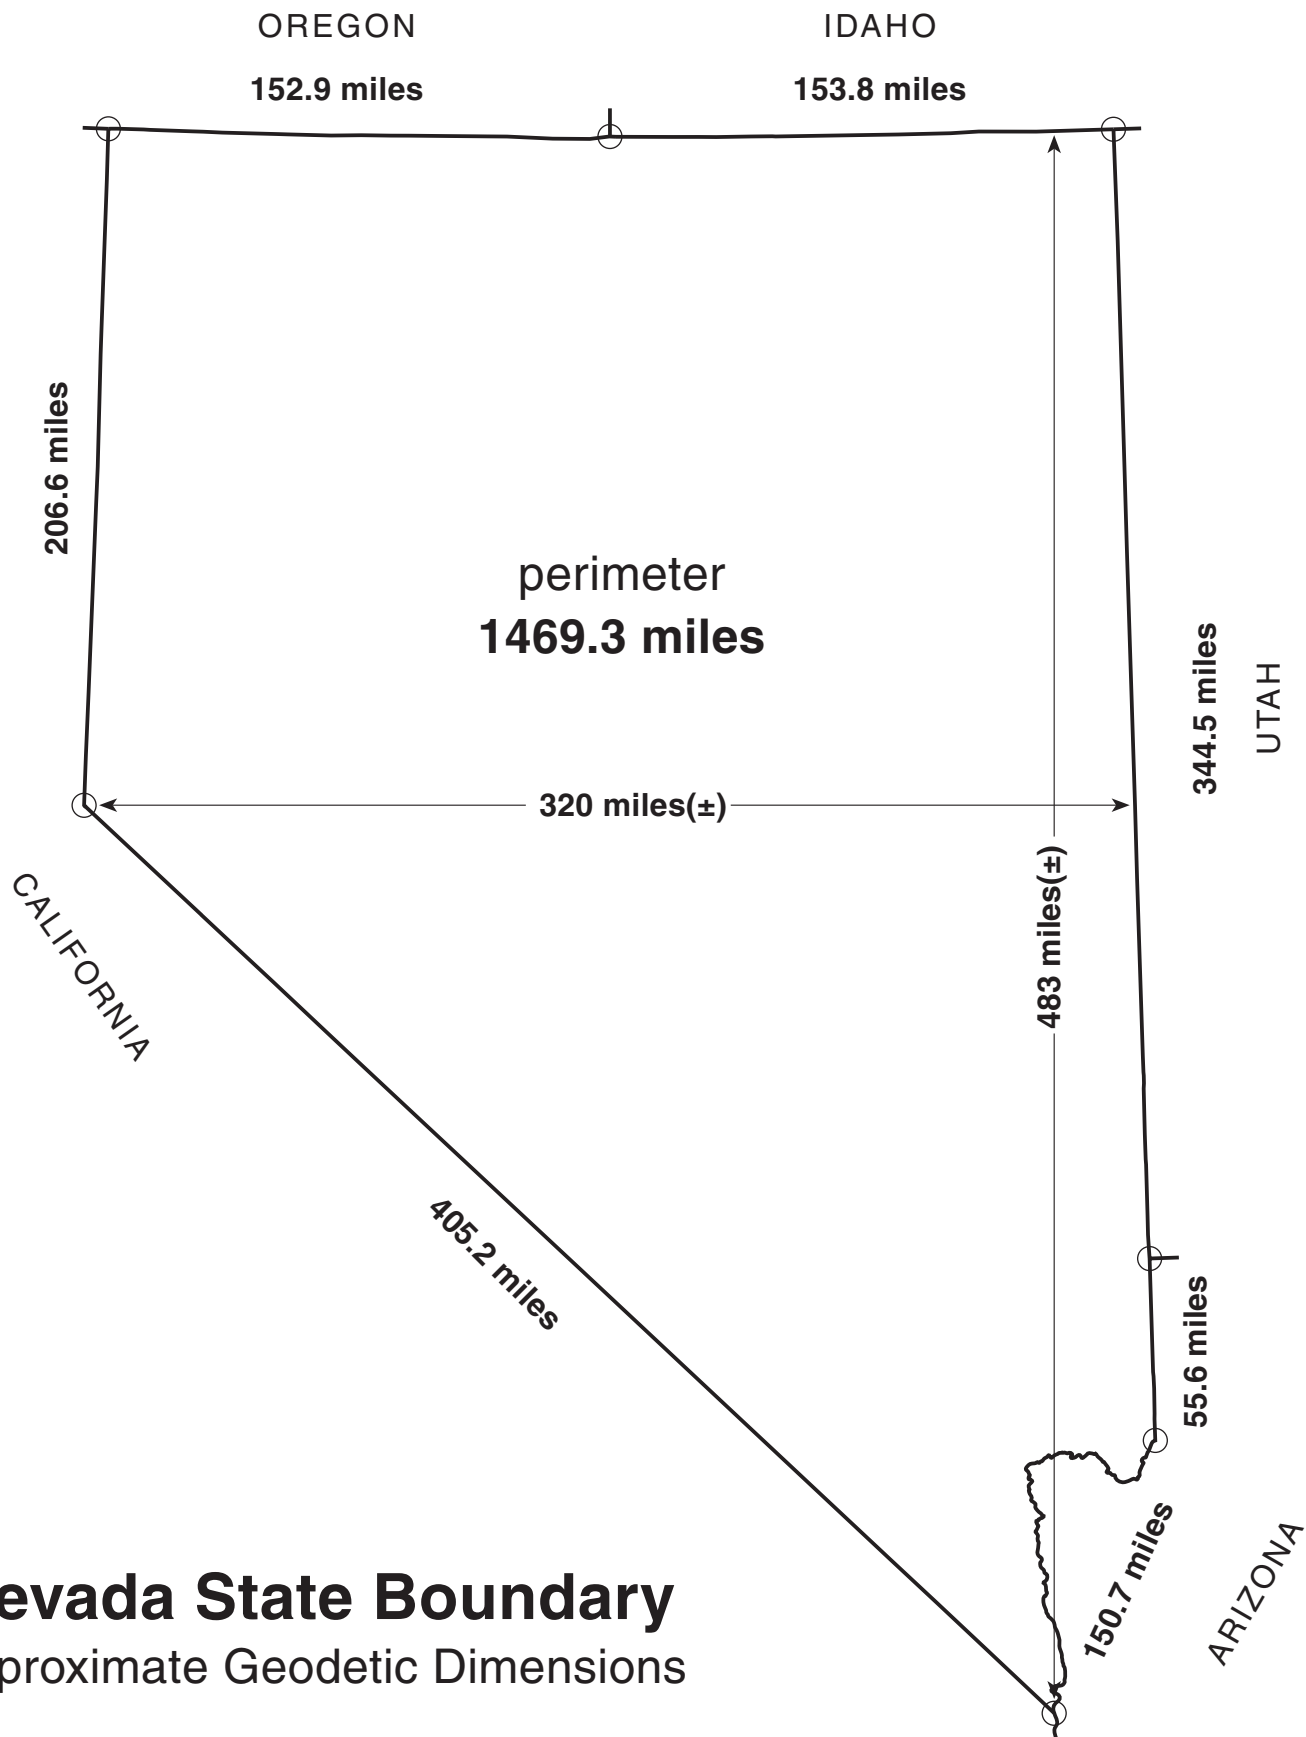 OREGON
IDAHO
152.9 miles
153.8 miles
206.6 miles
perimeter
1469.3 miles
344.5 miles
UTAH
320 miles(±)
483 miles(±)
CALIFORNIA
405.2 miles
55.6 miles
150.7 miles
ARIZONA
evada State Boundary
proximate Geodetic Dimensions